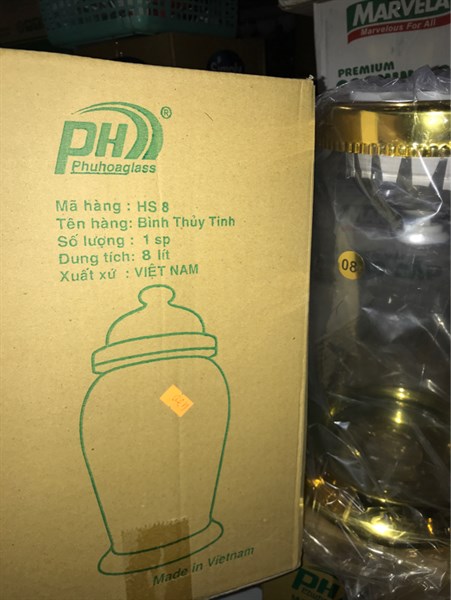 PH ®
Phuhoaglass
Mã hàng : HS 8
Tên hàng: Bình Thủy Tinh
Số lượng : 1 sp
Dung tích: 8 lít
Xuất xứ : VIỆT NAM
Made in Vietnam
MARVELA
Marvelous For All
PREMIUM
08
PH